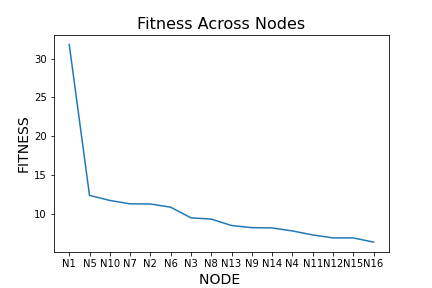 Fitness Across Nodes
FITNESS
30
25
20
15
10
N1 N5 N10 N7 N2 N6 N3 N8 N13 N9 N14 N4 N11 N12 N15 N16
NODE